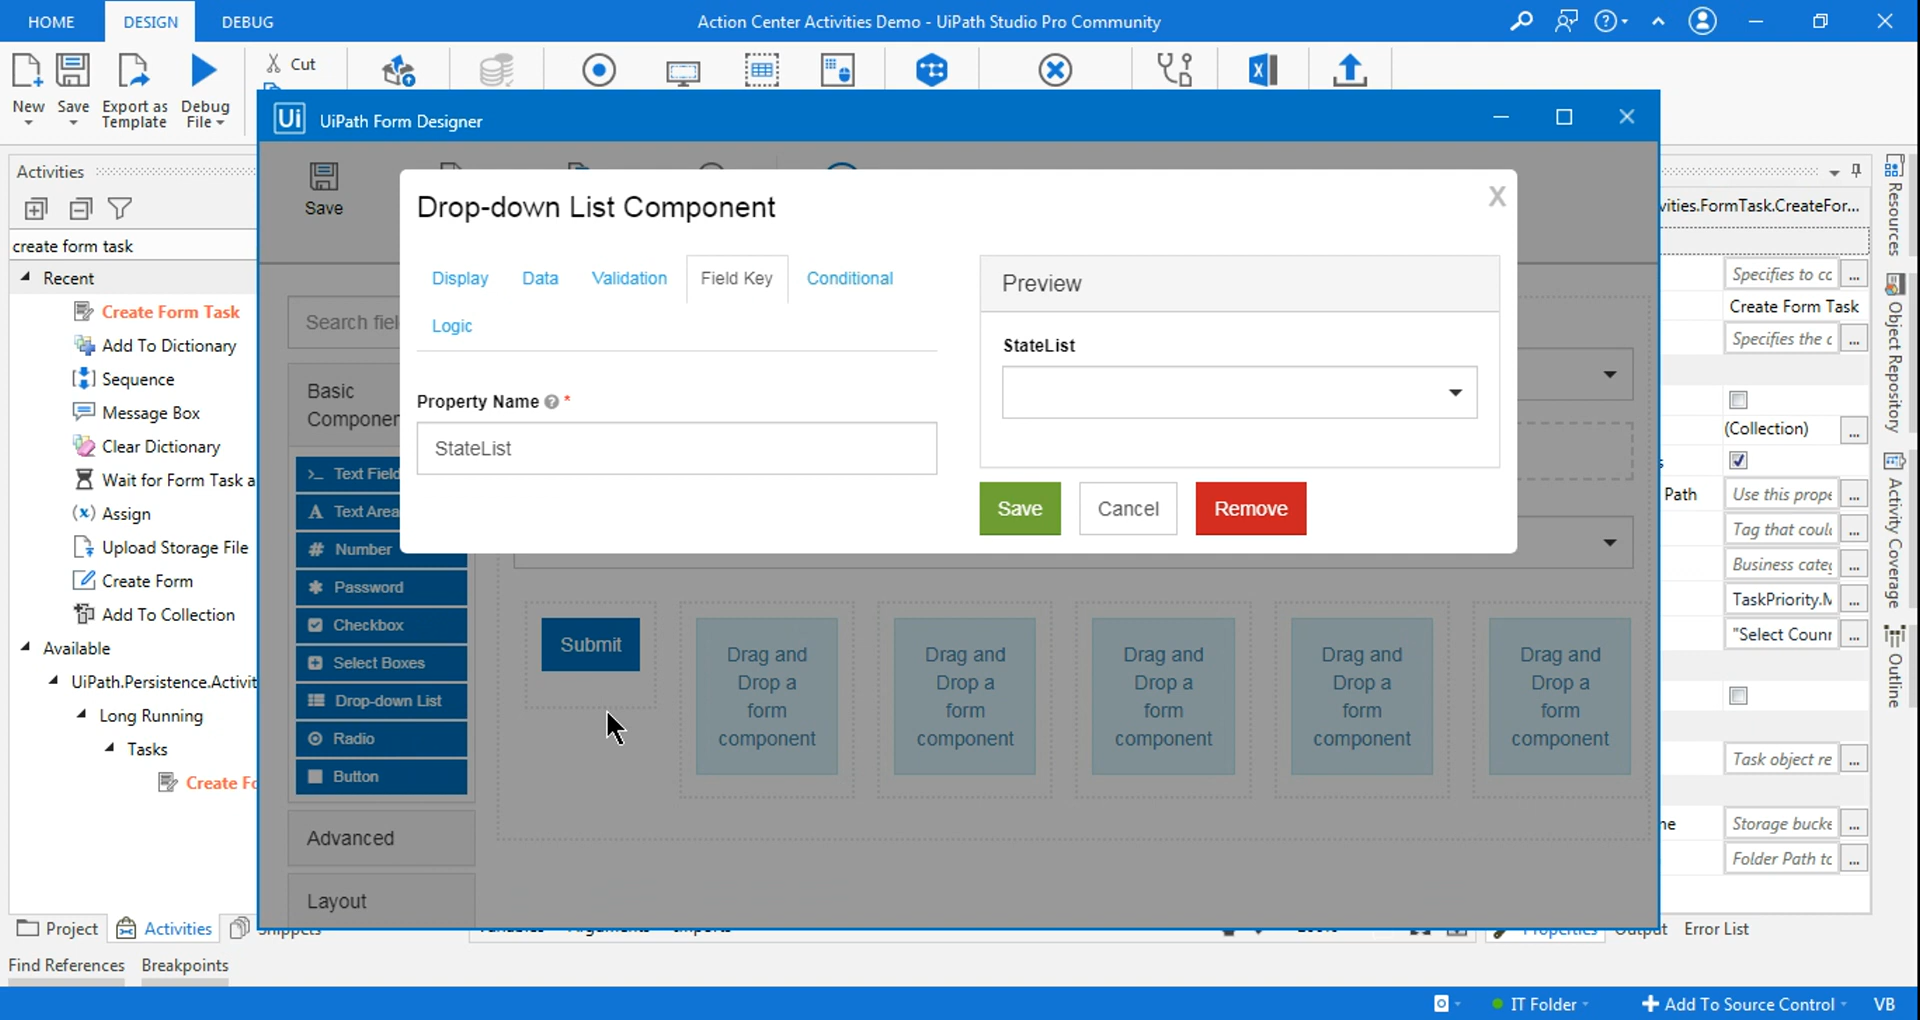 HOME DESIGN DEBUG Action Center Activities Demo - UiPath Studio Pro Community
Cut
New Save Export as Template Debug File
Ui UiPath Form Designer
Activities
create form task
Recent
Create Form Task
Add To Dictionary
Sequence
Message Box
Clear Dictionary
Wait for Form Task a
Assign
Upload Storage File
Create Form
Add To Collection
Available
UiPath.Persistence.Activit
Long Running
Tasks
Create Fo
Project Activities
Find References Breakpoints
Save
Search fiel
Basic
Componen
Text Field
Text Area
Number
Password
Checkbox
Select Boxes
Drop-down List
Radio
Button
Advanced
Layout
Drop-down List Component X
Display Data Validation Field Key Conditional
Logic
Property Name *
StateList
Preview
StateList
Save Cancel Remove
Submit
Drag and Drop a form component
Drag and Drop a form component
Drag and Drop a form component
Drag and Drop a form component
Drag and Drop a form component
vities.FormTask.CreateFor...
Specifies to cc ...
Create Form Task
Specifies the c ...
(Collection) ...
Path Use this prope ...
Tag that coul ...
Business categ ...
TaskPriority.M ...
"Select Coun ...
Task object re ...
ne Storage bucke ...
Folder Path tc ...
Properties Output Error List
Resources
Object Repository
Activity Coverage
Outline
IT Folder Add To Source Control VB